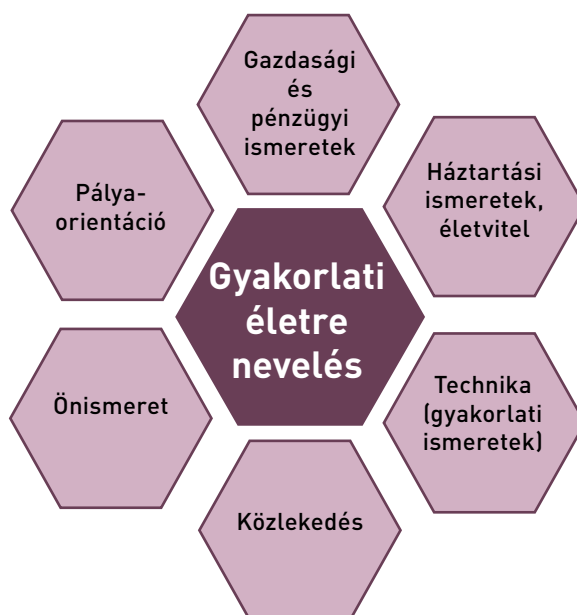 Gazdasági
és
pénzügyi
ismeretek
Háztartási
ismeretek,
életvitel
Technika
(gyakorlati
ismeretek)
Közlekedés
Önismeret
Pálya-
orientáció
Gyakorlati
életre
nevelés